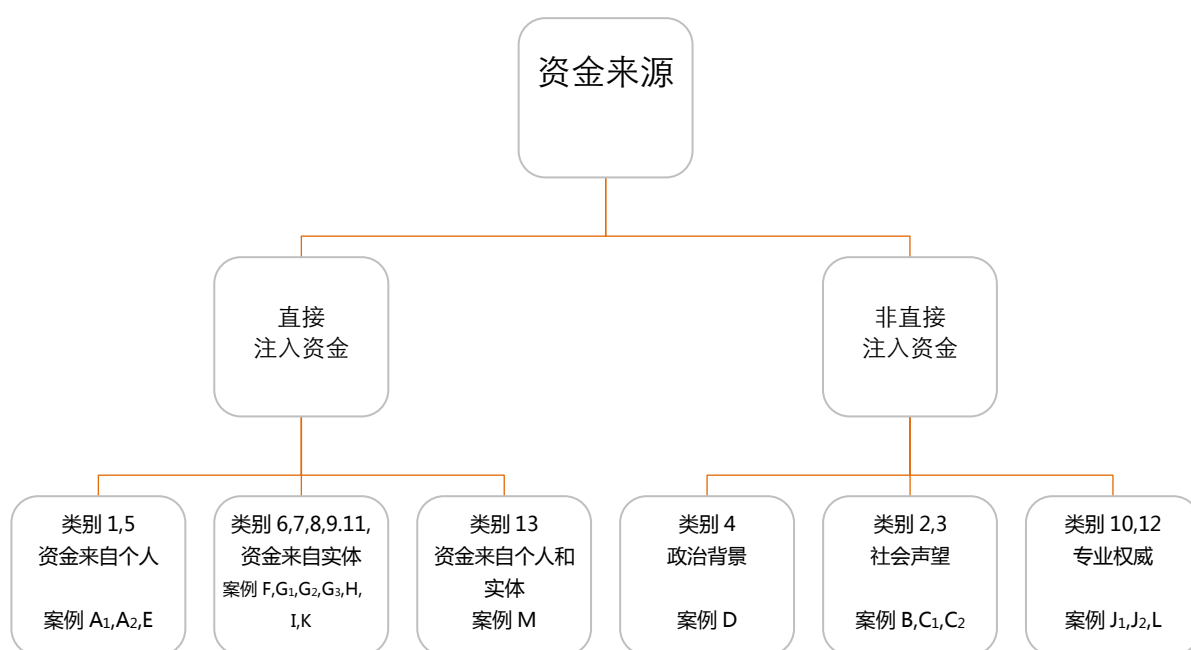 资金来源
直接
注入资金
非直接
注入资金
类别 1,5
资金来自个人
案例 A₁,A₂,E
类别 6,7,8,9.11,
资金来自实体
案例 F,G₁,G₂,G₃,H,
I,K
类别 13
资金来自个人和
实体
案例 M
类别 4
政治背景
案例 D
类别 2,3
社会声望
案例 B,C₁,C₂
类别 10,12
专业权威
案例 J₁,J₂,L